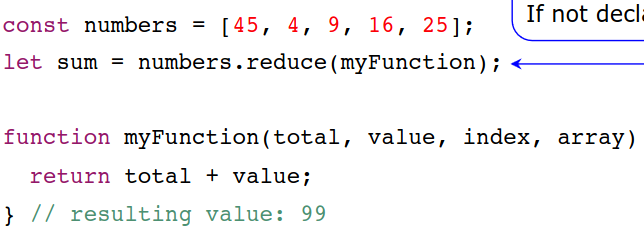 If not
const numbers = [45, 4, 9, 16, 25];
let sum = numbers.reduce(myFunction);
function myFunction(total, value, index, array)
return total + value;
} // resulting value: 99